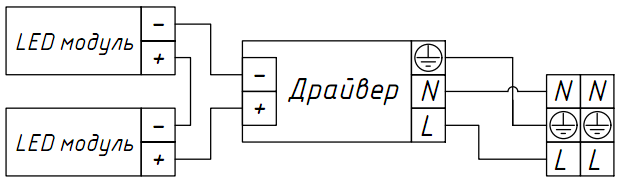 LED модуль - +
LED модуль - +
- + Драйвер N L
N N
L L